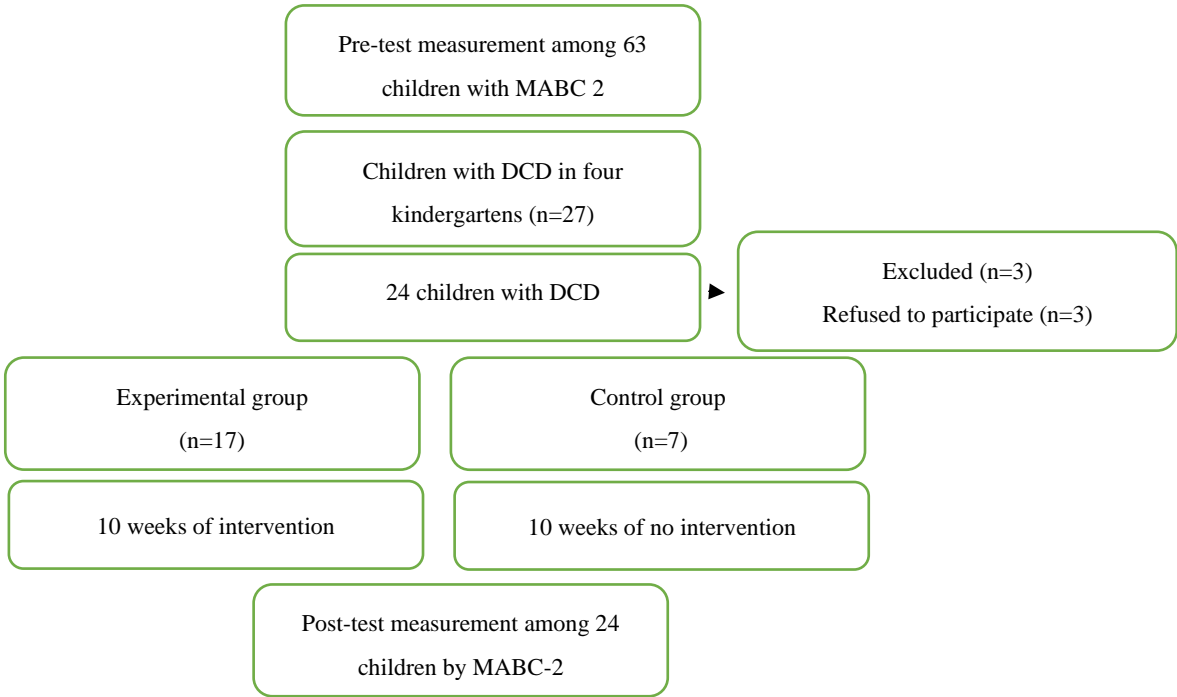 Pre-test measurement among 63
children with MABC 2
Children with DCD in four
kindergartens (n=27)
24 children with DCD
Excluded (n=3)
Refused to participate (n=3)
Experimental group
(n=17)
Control group
(n=7)
10 weeks of intervention
10 weeks of no intervention
Post-test measurement among 24
children by MABC-2